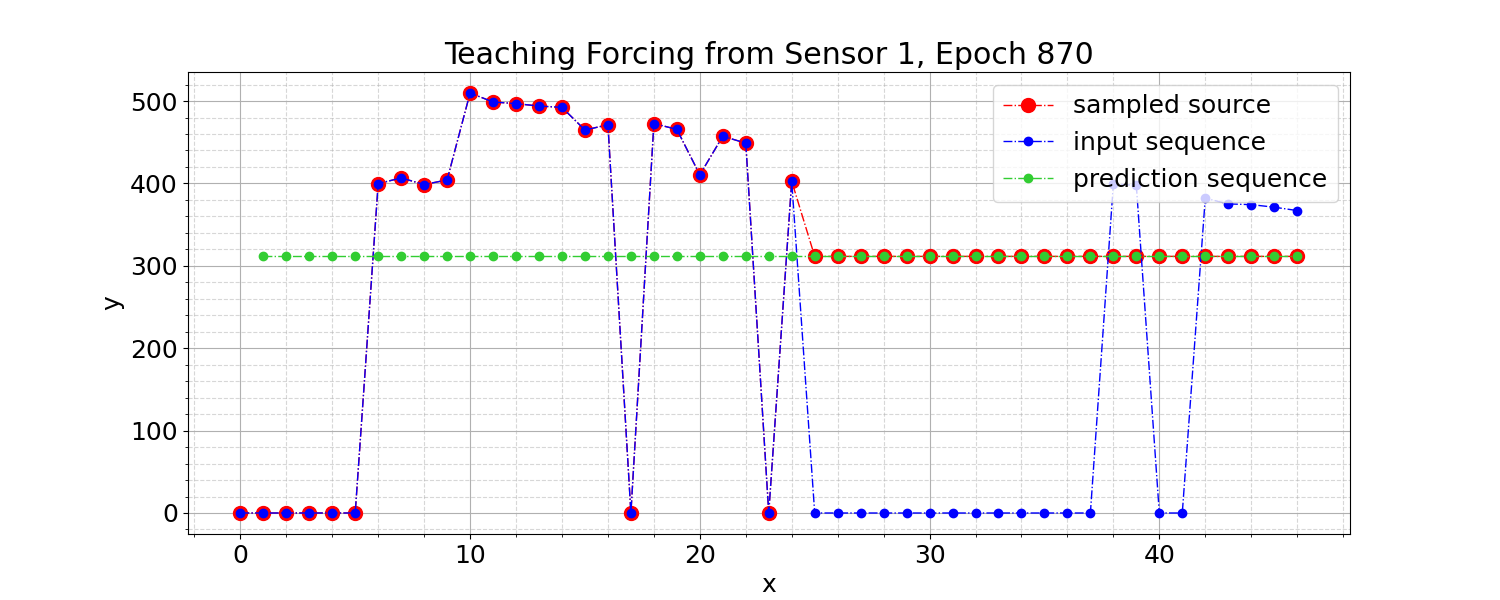 Teaching Forcing from Sensor 1, Epoch 870
500
400
300
200
100
0
y
sampled source
input sequence
prediction sequence
0 10 20 30 40
x